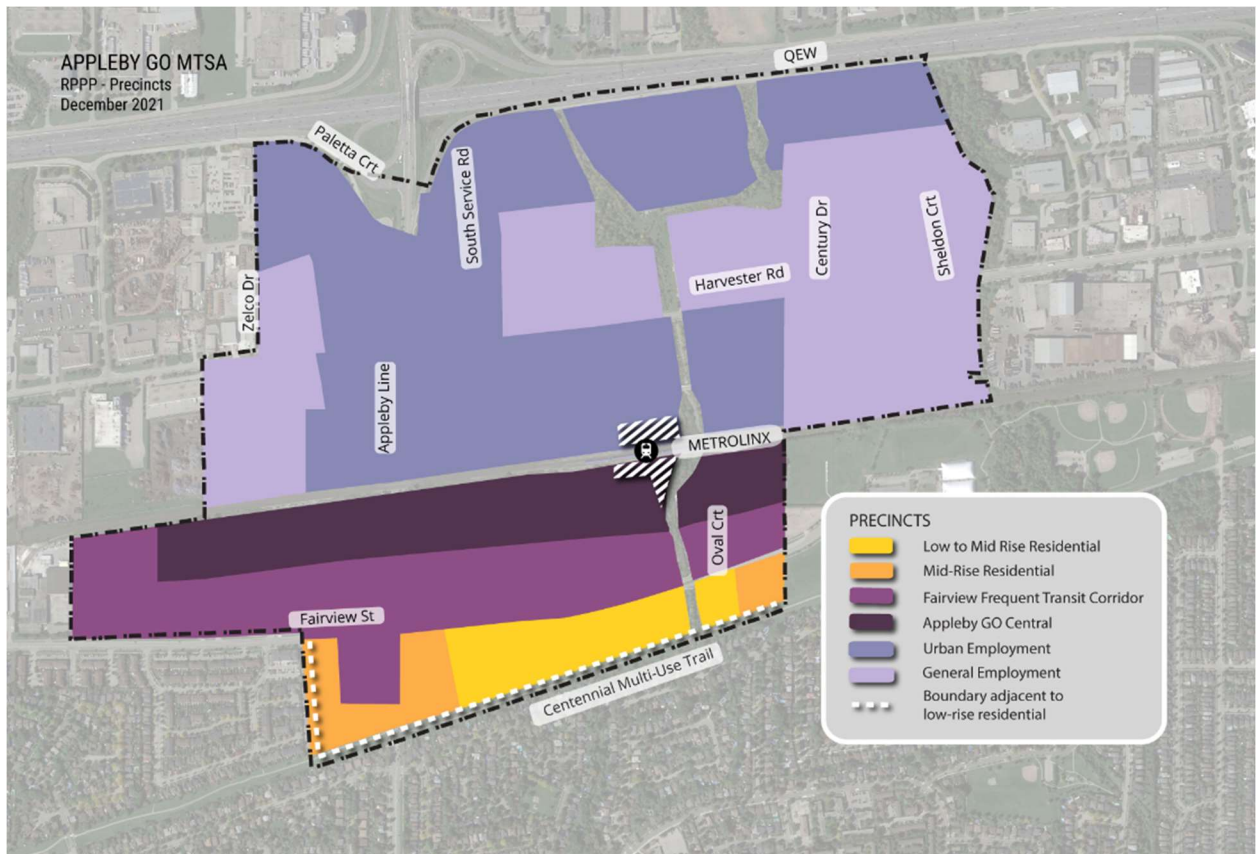 APPLEBY GO MTSA
RPPP - Precincts
December 2021
QEW
Paletta Crt
South Service Rd
Century Dr
Sheldon Crt
Zelco Dr
Harvester Rd
Appleby Line
METROLINX
Oval Crt
Fairview St
Centennial Multi-Use Trail
PRECINCTS
Low to Mid Rise Residential
Mid-Rise Residential
Fairview Frequent Transit Corridor
Appleby GO Central
Urban Employment
General Employment
Boundary adjacent to
low-rise residential